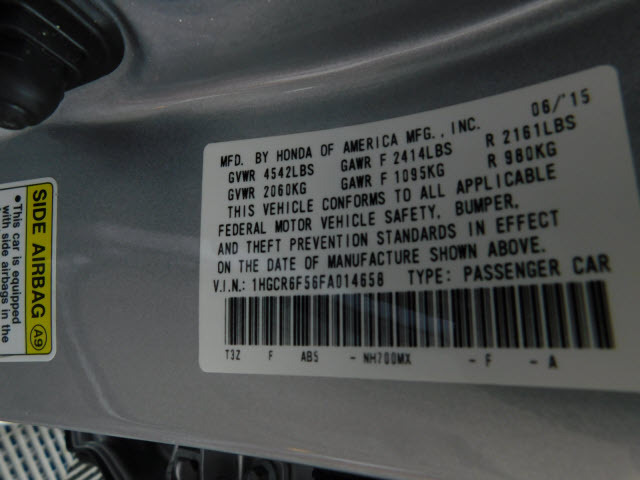 06/'15
MFD. BY HONDA OF AMERICA MFG., INC.
GVWR 4542LBS GAWR F 2414LBS R 2161LBS
GVWR 2060KG GAWR F 1095KG R 980KG
THIS VEHICLE CONFORMS TO ALL APPLICABLE
FEDERAL MOTOR VEHICLE SAFETY, BUMPER,
AND THEFT PREVENTION STANDARDS IN EFFECT
ON THE DATE OF MANUFACTURE SHOWN ABOVE.
V.I.N.: 1HGCR6F56FA014658 TYPE: PASSENGER CAR
T3Z F AB5 - NH700MX - F - A
SIDE AIRBAG A9
•This car is equipped
with side airbags in the